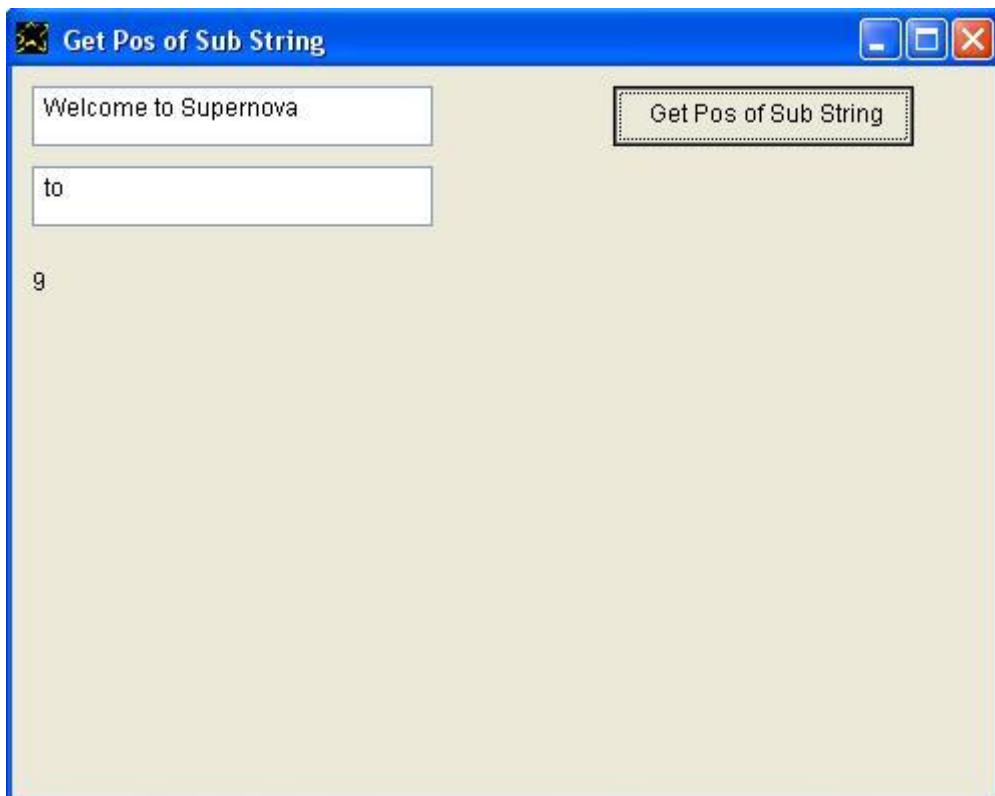 Get Pos of Sub String
Welcome to Supernova
Get Pos of Sub String
to
9